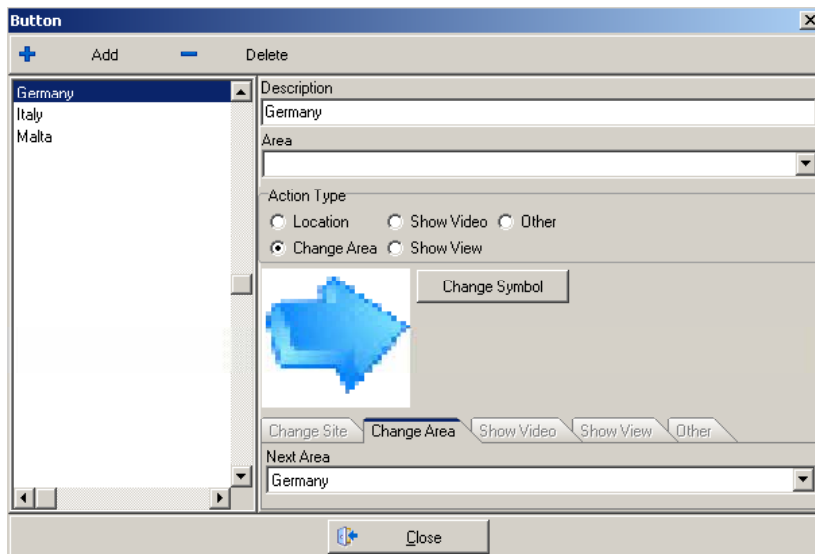 Button
Add Delete
Germany
Italy
Malta
Description
Germany
Area
Action Type
Location Show Video Other
Change Area Show View
Change Symbol
Change Site Change Area Show Video Show View Other
Next Area
Germany
Close